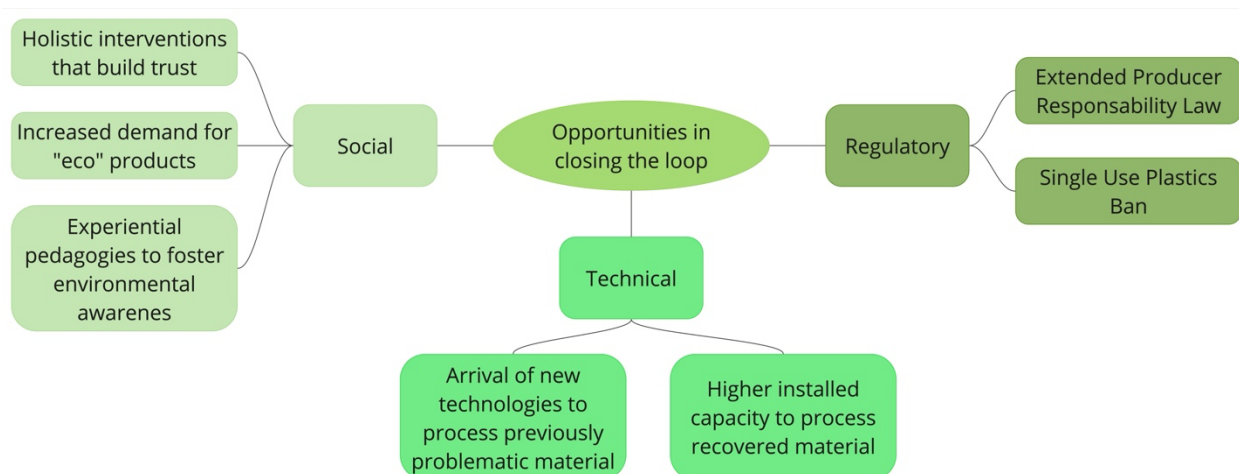 Holistic interventions
that build trust
Increased demand for
"eco" products
Experiential
pedagogies to foster
environmental
awarenes
Social
Opportunities in
closing the loop
Regulatory
Extended Producer
Responsability Law
Single Use Plastics
Ban
Technical
Arrival of new
technologies to
process previously
problematic material
Higher installed
capacity to process
recovered material